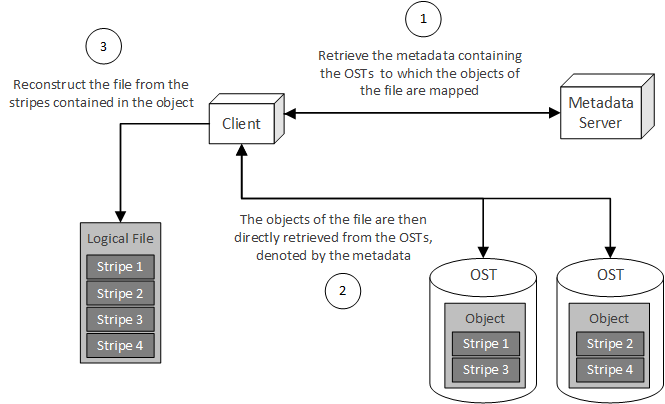 1
Retrieve the metadata containing
the OSTs to which the objects of
the file are mapped
3
Reconstruct the file from the
stripes contained in the object
Client
Metadata
Server
The objects of the file are then
directly retrieved from the OSTs,
denoted by the metadata
2
Logical File
Stripe 1
Stripe 2
Stripe 3
Stripe 4
OST
Object
Stripe 1
Stripe 3
OST
Object
Stripe 2
Stripe 4